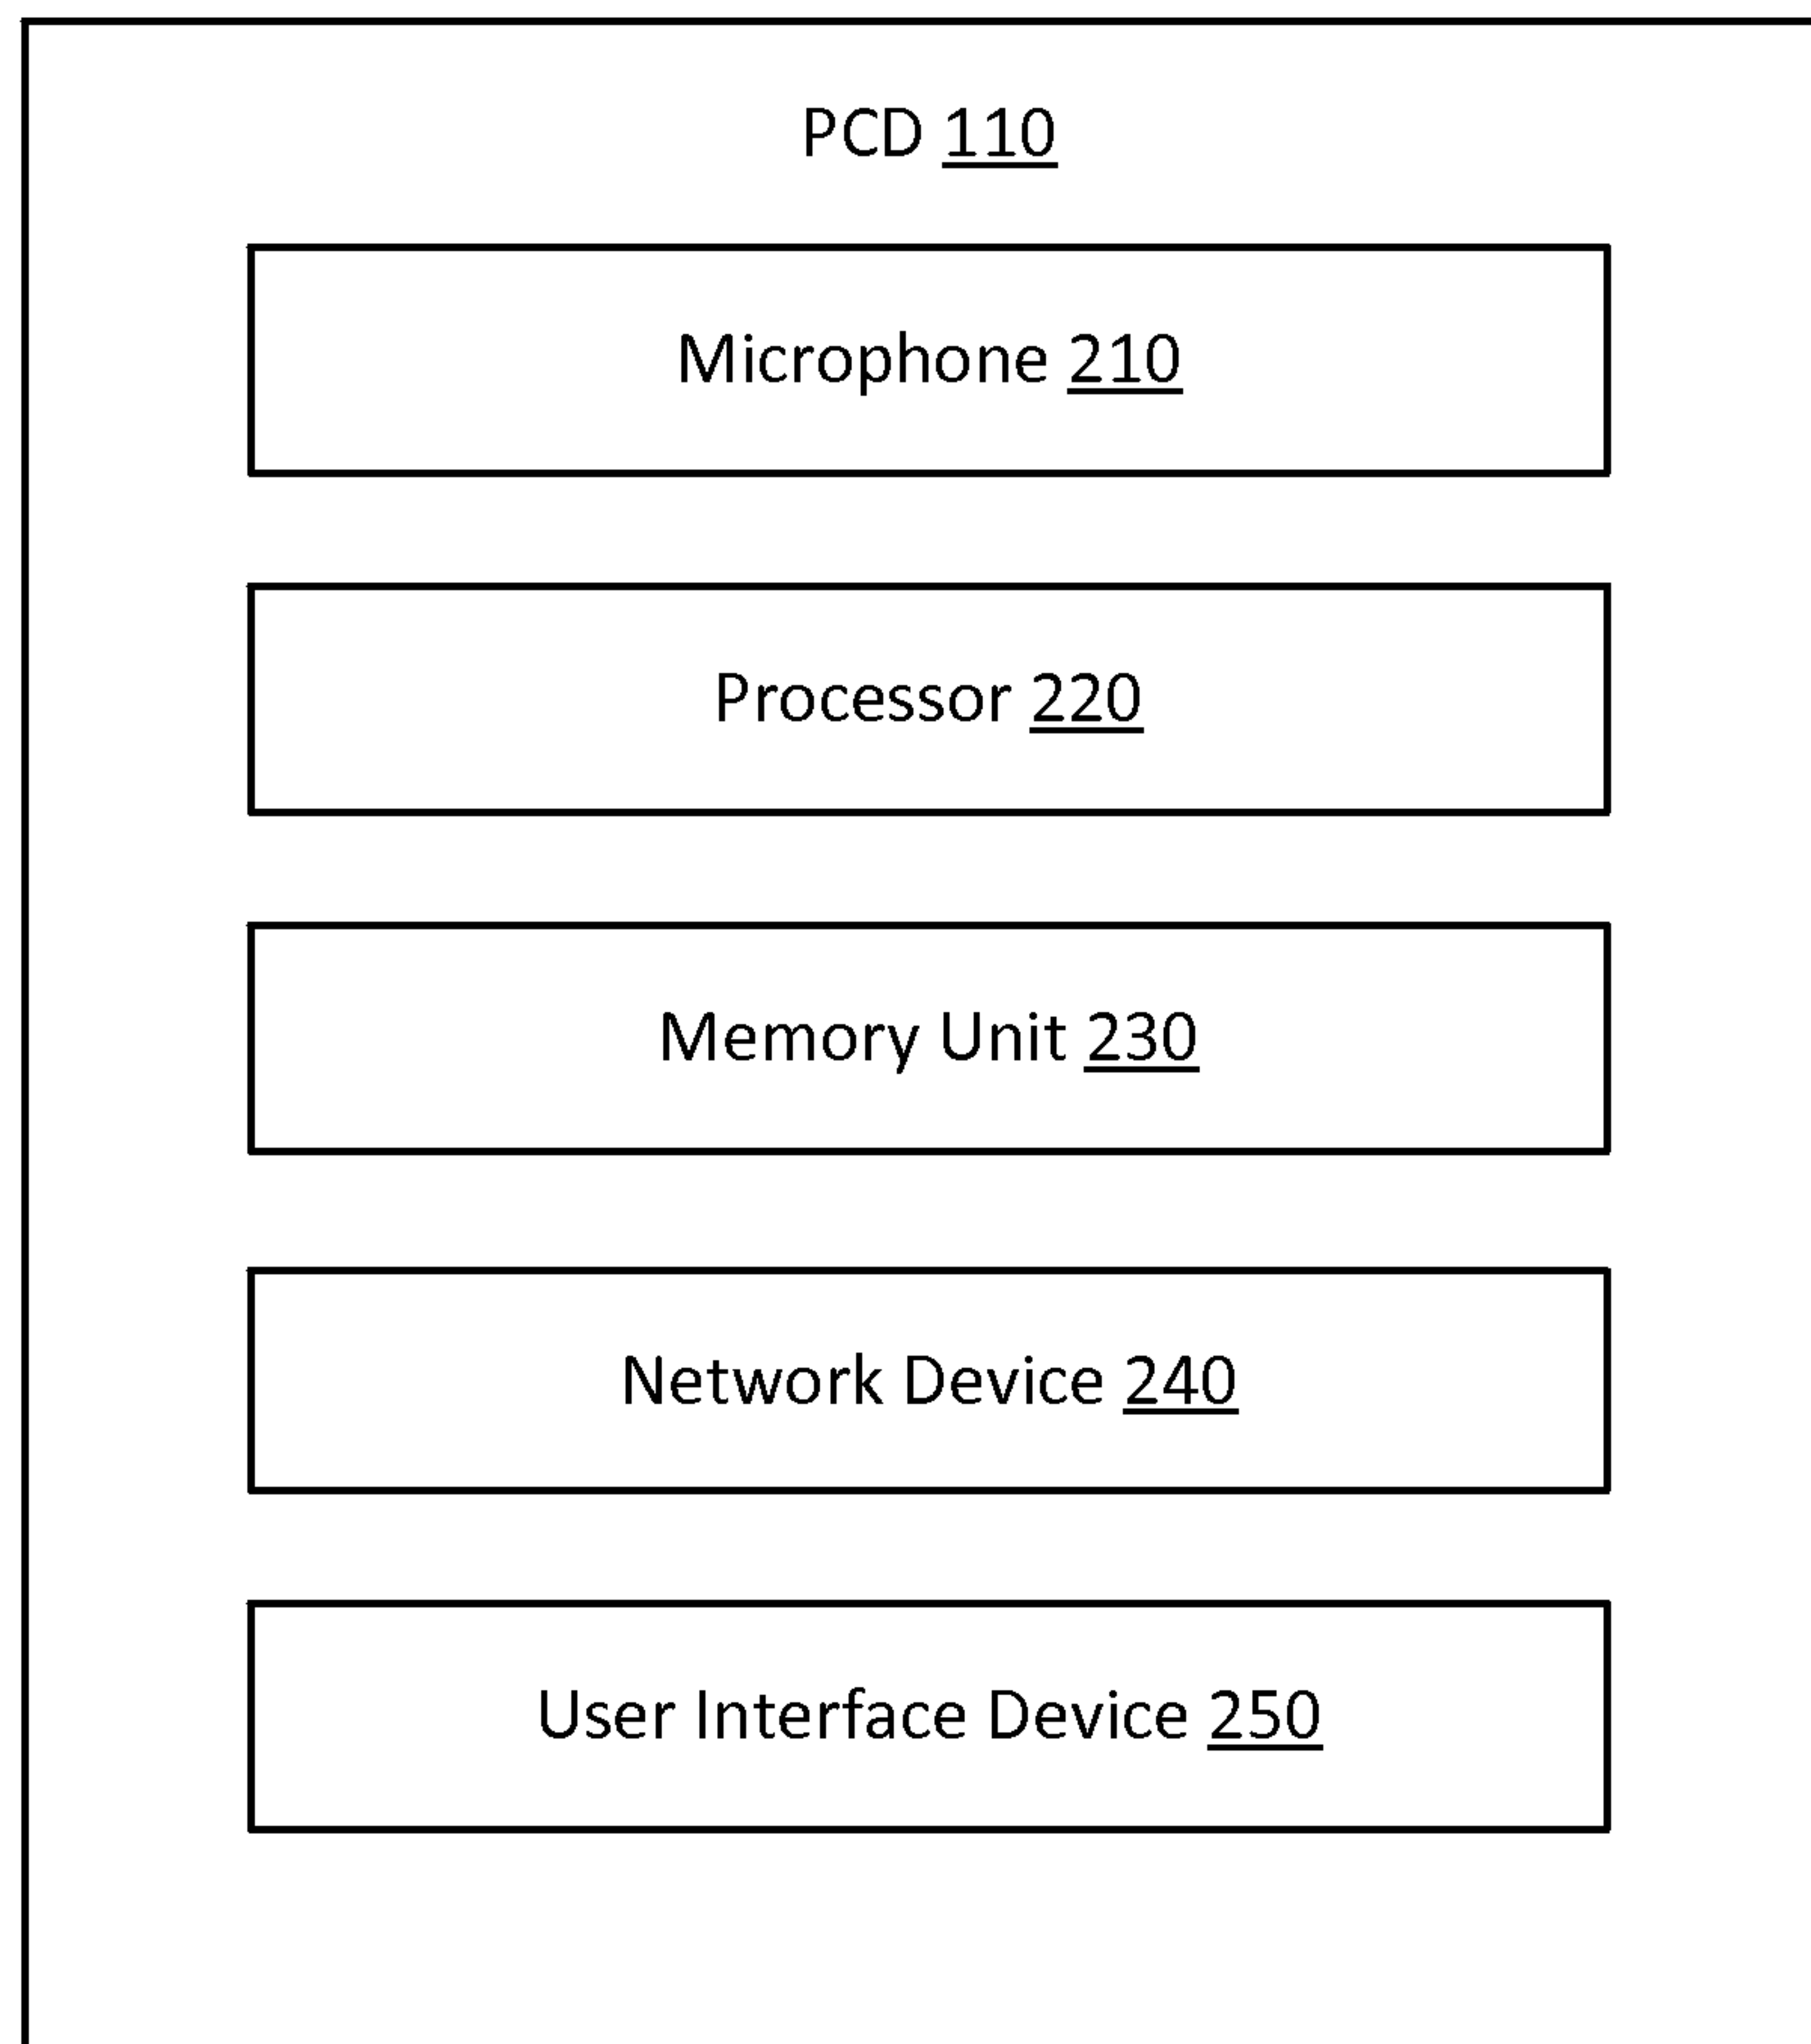 PCD 110
Microphone 210
Processor 220
Memory Unit 230
Network Device 240
User Interface Device 250